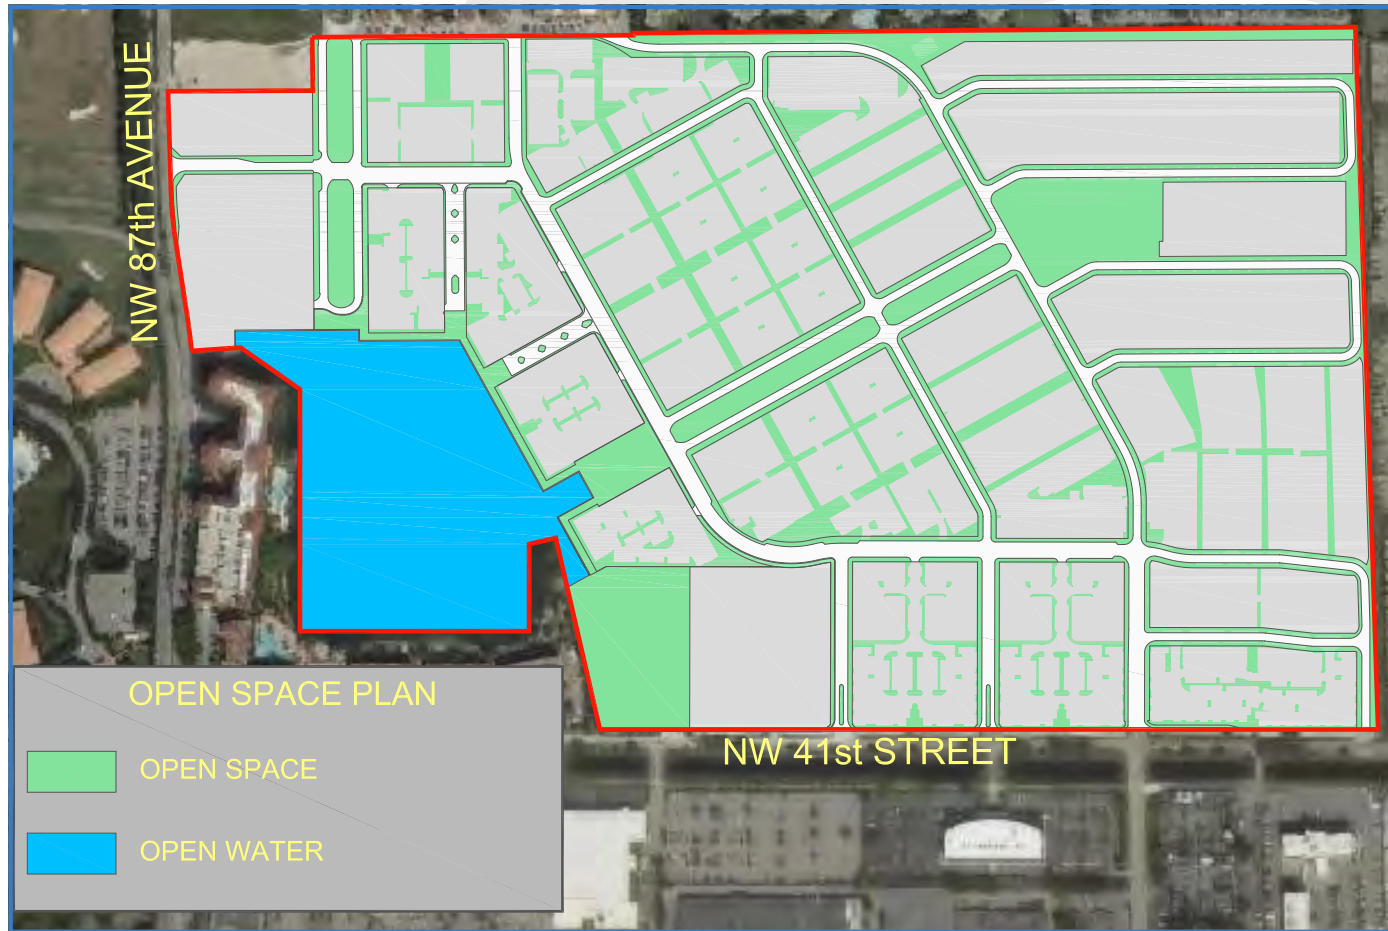 NW 87th AVENUE
OPEN SPACE PLAN
OPEN SPACE
OPEN WATER
NW 41st STREET